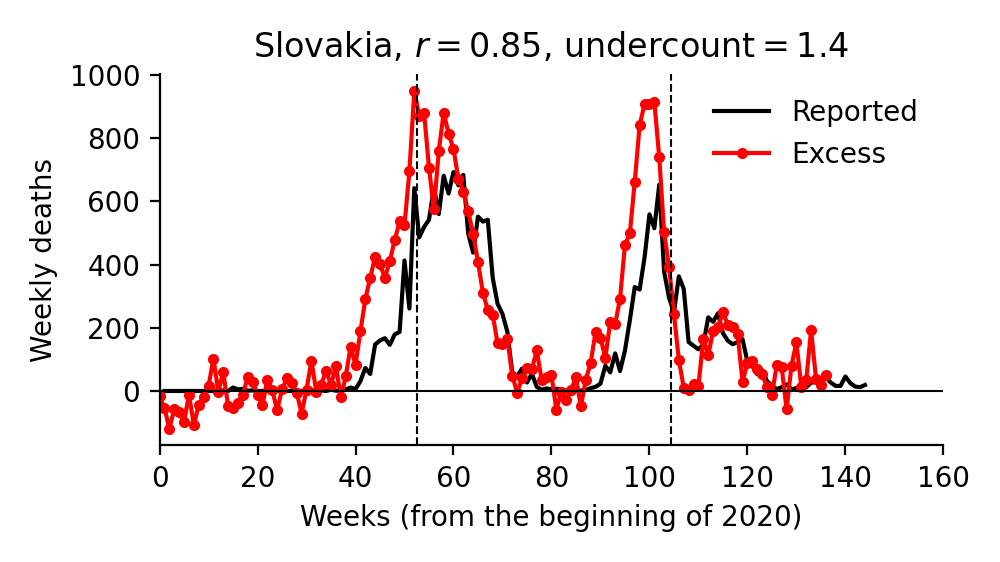 Slovakia, r = 0.85, undercount = 1.4
1000
800
600
400
200
0
Weekly deaths
Reported
Excess
0 20 40 60 80 100 120 140 160
Weeks (from the beginning of 2020)